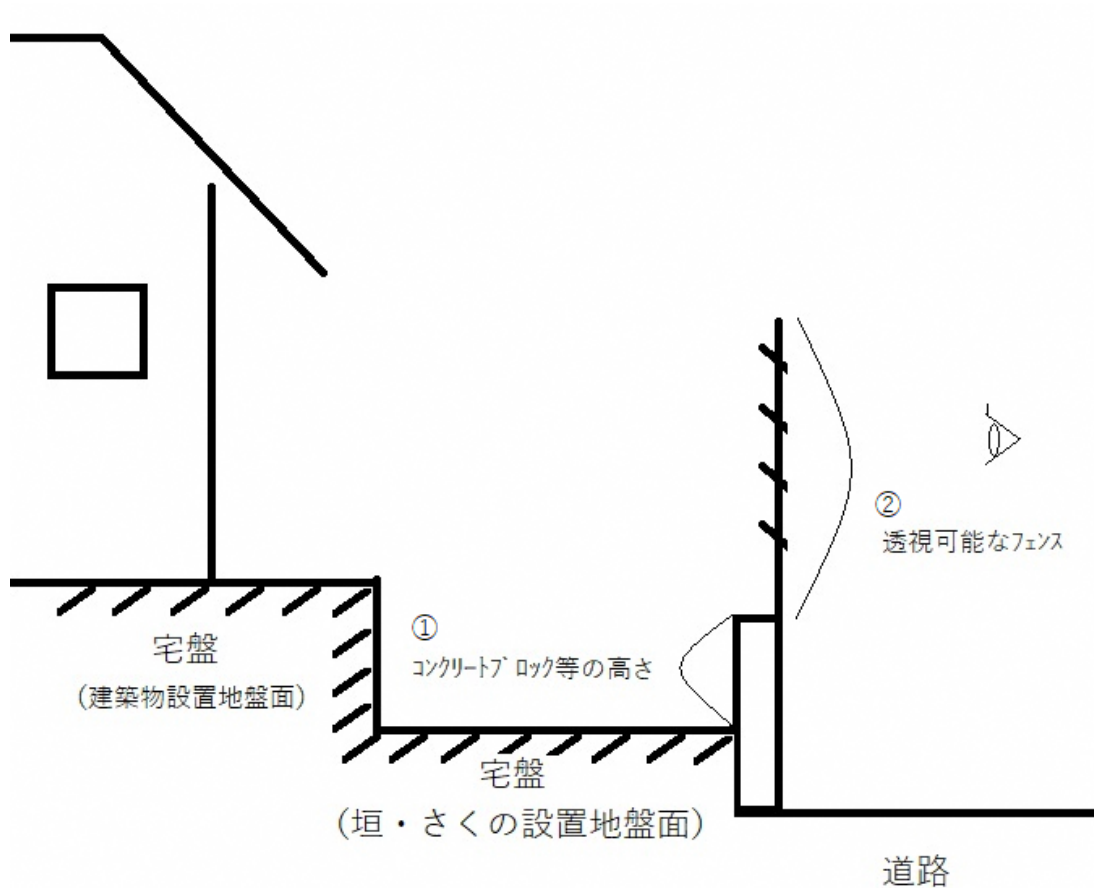 ②
透視可能なﾌｪﾝｽ
①
ｺﾝｸﾘｰﾄﾌﾞﾛｯｸ等の高さ
宅盤
(建築物設置地盤面)
宅盤
(垣・さくの設置地盤面)
道路